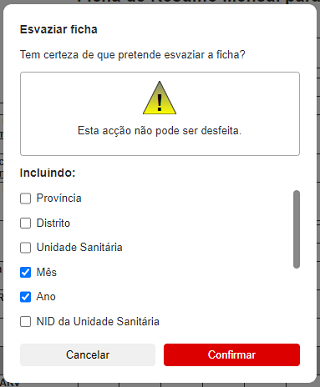 Esvaziar ficha
Tem certeza de que pretende esvaziar a ficha?
!
Esta acção não pode ser desfeita.
Incluindo:
Província
Distrito
Unidade Sanitária
Mês
Ano
NID da Unidade Sanitária
Cancelar
Confirmar